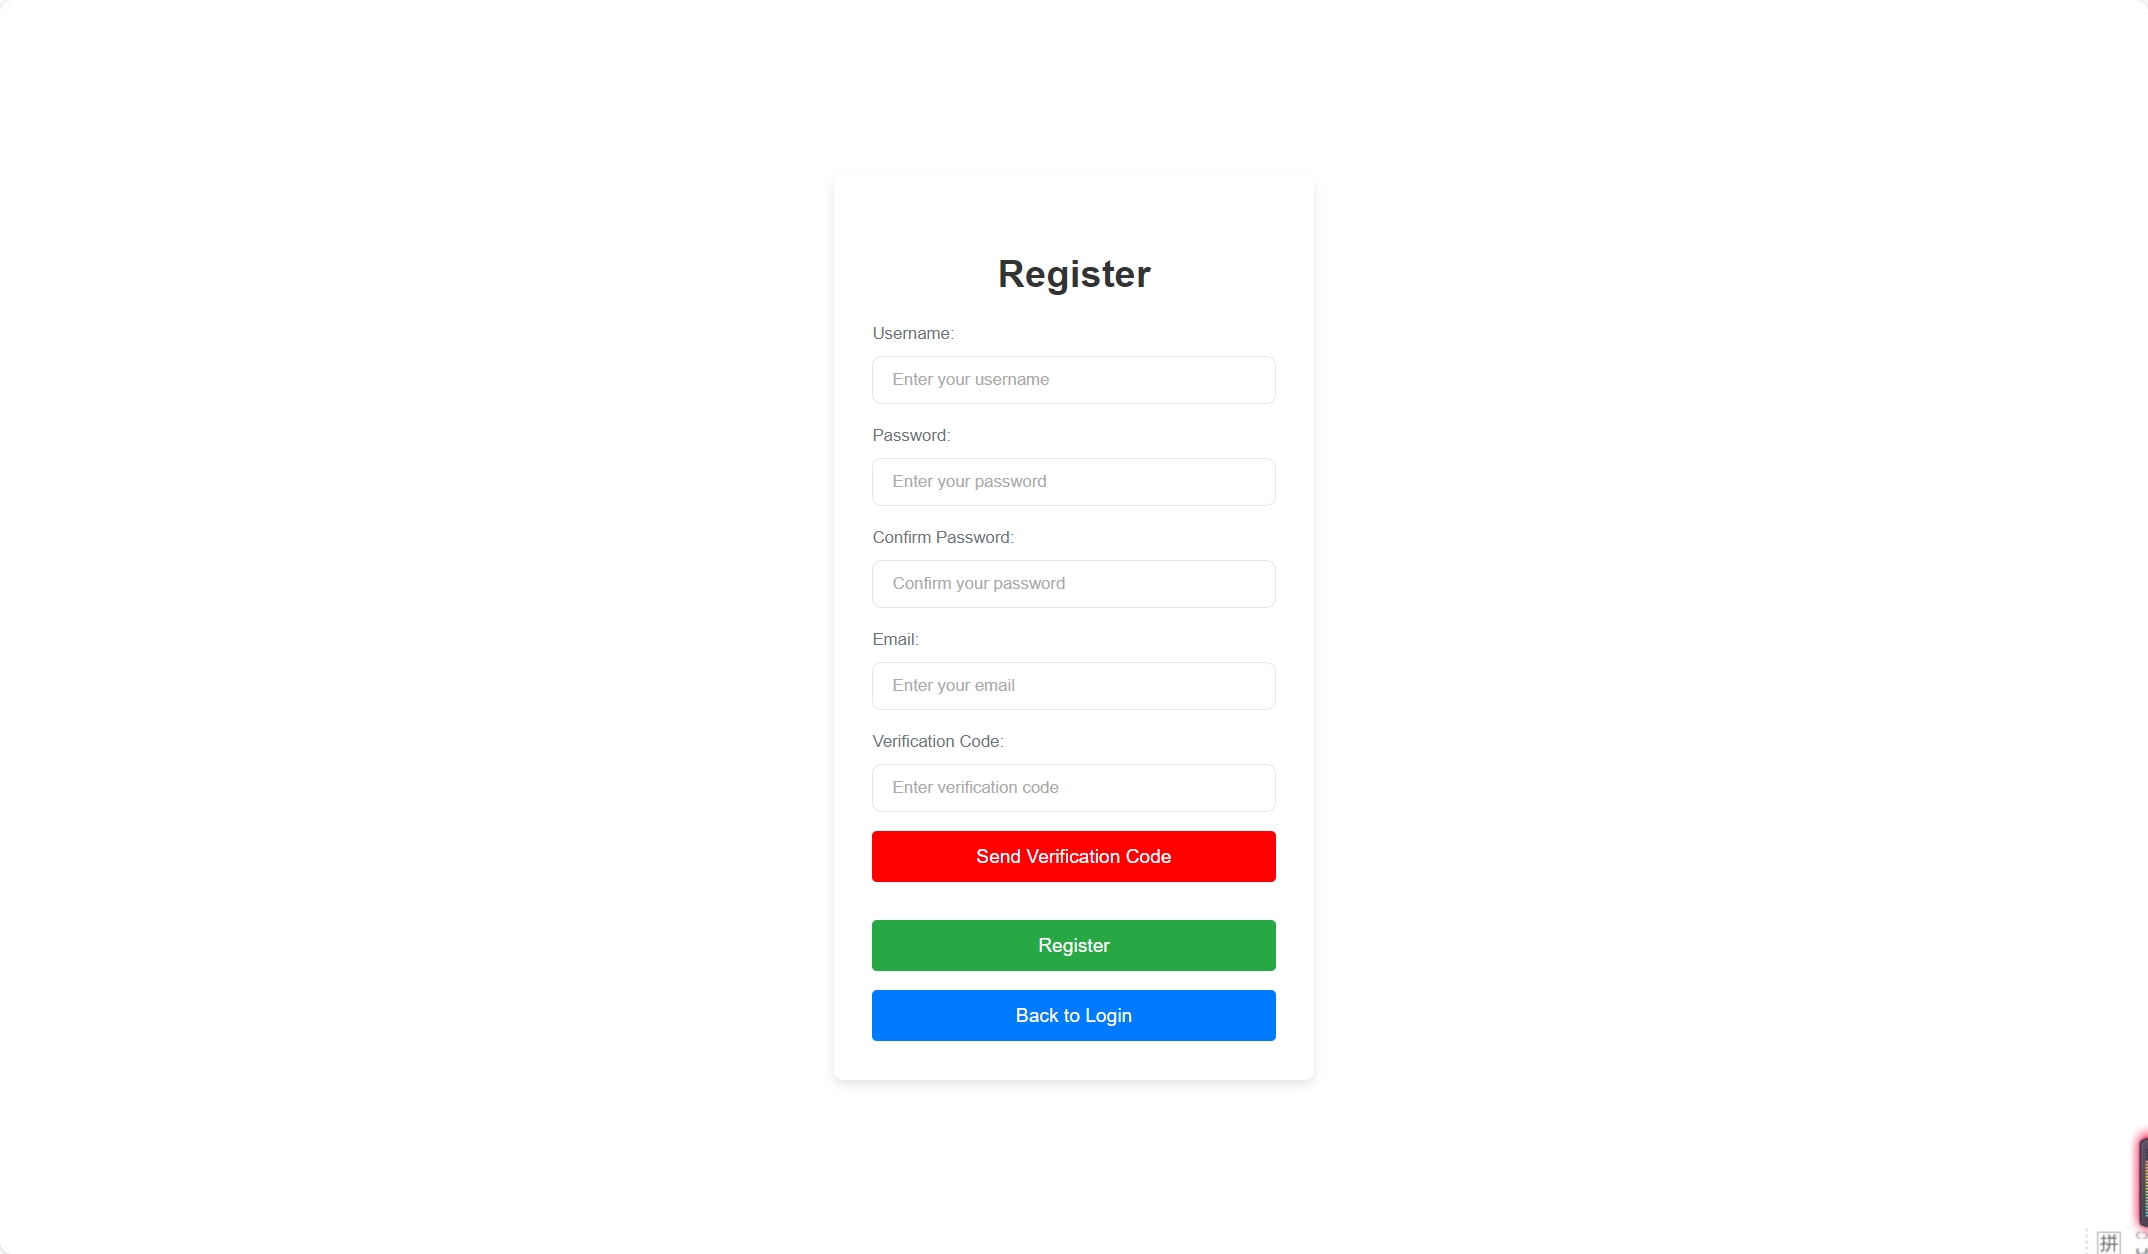 Register
Username:
Enter your username
Password:
Enter your password
Confirm Password:
Confirm your password
Email:
Enter your email
Verification Code:
Enter verification code
Send Verification Code
Register
Back to Login
拼